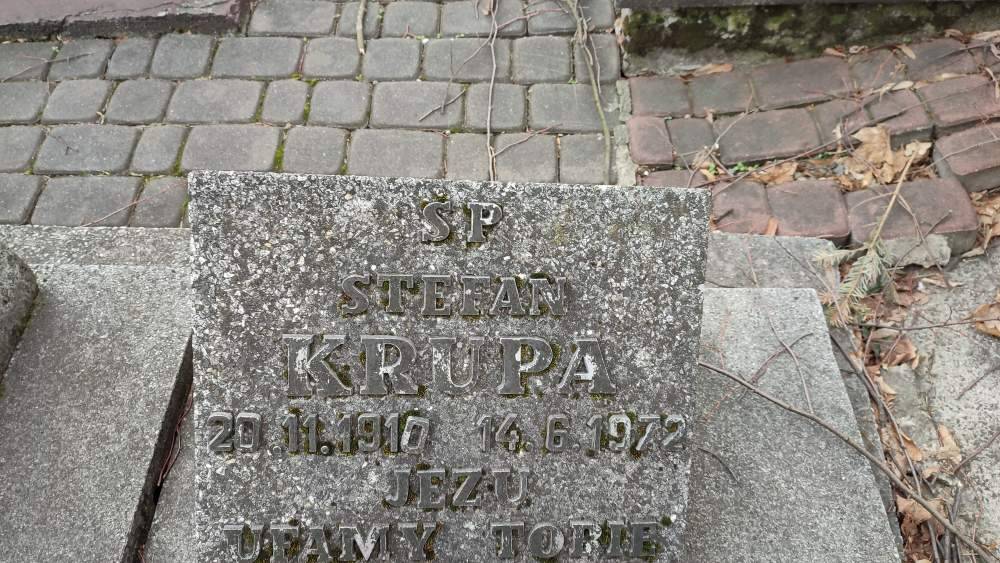 SP
STEFAN
KRUPA
20.11.1910 14.6.1972
JEZU
UFAMY TOBIE